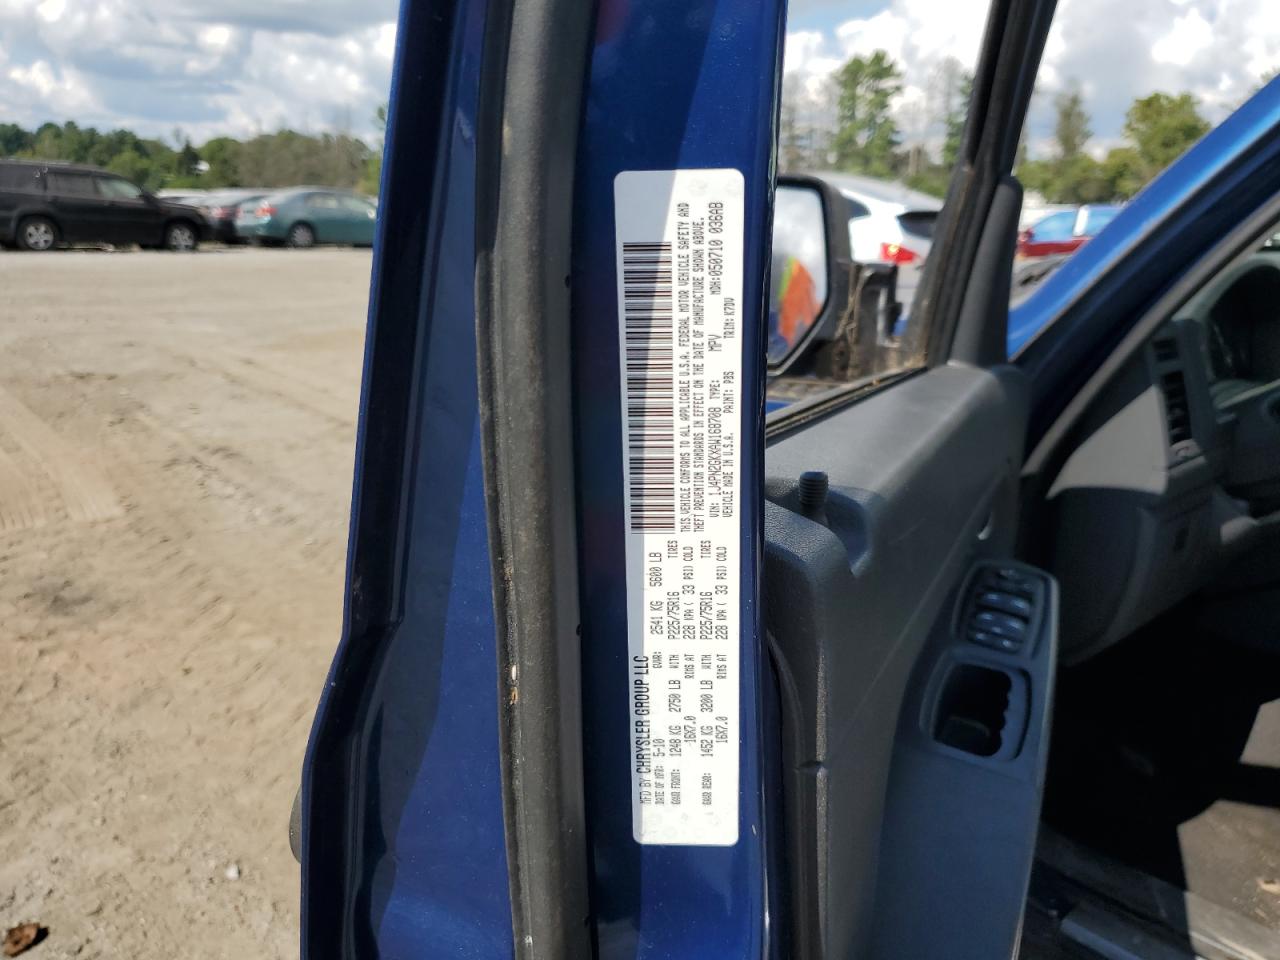 MFD BY CHRYSLER GROUP LLC
DATE OF MFR: 5-10 GVWR: 2541 KG 5600 LB
GAWR FRONT: 1248 KG 2750 LB WITH P225/75R16 TIRES
16X7.0 RIMS AT 228 KPA ( 33 PSI) COLD
GAWR REAR: 1452 KG 3200 LB WITH P225/75R16 TIRES
16X7.0 RIMS AT 228 KPA ( 33 PSI) COLD
THIS VEHICLE CONFORMS TO ALL APPLICABLE U.S.A. FEDERAL MOTOR VEHICLE SAFETY AND
THEFT PREVENTION STANDARDS IN EFFECT ON THE DATE OF MANUFACTURE SHOWN ABOVE.
VIN: 1J4PN2GKXAW168708 TYPE: MPV MDH:050710 036AB
VEHICLE MADE IN U.S.A. PAINT: PBS TRIM: K7DV